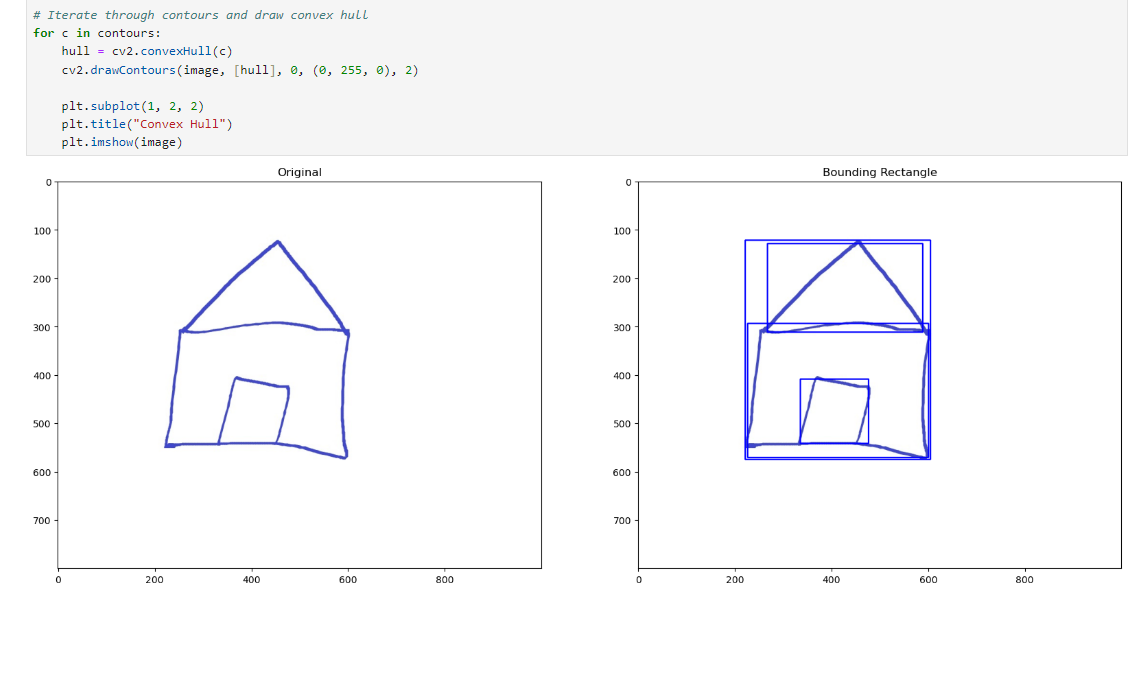 # Iterate through contours and draw convex hull
for c in contours:
    hull = cv2.convexHull(c)
    cv2.drawContours(image, [hull], 0, (0, 255, 0), 2)
    plt.subplot(1, 2, 2)
    plt.title("Convex Hull")
    plt.imshow(image)
Original
0
100
200
300
400
500
600
700
0 200 400 600 800
Bounding Rectangle
0
100
200
300
400
500
600
700
0 200 400 600 800